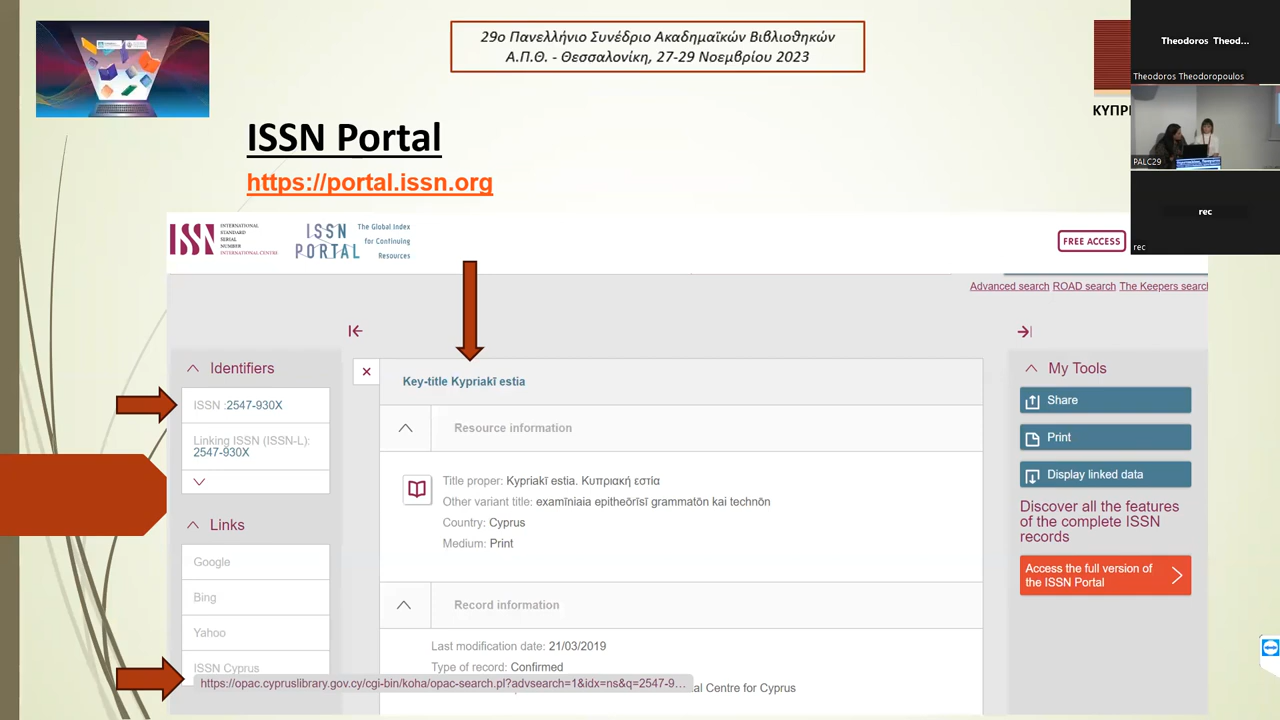 29ο Πανελλήνιο Συνέδριο Ακαδημαϊκών Βιβλιοθηκών
Α.Π.Θ. - Θεσσαλονίκη, 27-29 Νοεμβρίου 2023
Theodoros Theod...
Theodoros Theodoropoulos
ΚΥΠΡΙ
PALC29
rec
rec
ISSN Portal
https://portal.issn.org
ISSN
INTERNATIONAL
STANDARD
SERIAL
NUMBER
INTERNATIONAL CENTRE
ISSN
PORTAL
The Global Index
for Continuing
Resources
FREE ACCESS
Advanced search ROAD search The Keepers search
Identifiers
ISSN : 2547-930X
Linking ISSN (ISSN-L):
2547-930X
Links
Google
Bing
Yahoo
ISSN Cyprus
https://opac.cypruslibrary.gov.cy/cgi-bin/koha/opac-search.pl?advsearch=1&idx=ns&q=2547-9...
Key-title Kypriakī estia
Resource information
Title proper: Kypriakī estia. Κυπριακή εστία
Other variant title: examīniaia epitheōrīsī grammatōn kai technōn
Country: Cyprus
Medium: Print
Record information
Last modification date: 21/03/2019
Type of record: Confirmed
al Centre for Cyprus
My Tools
Share
Print
Display linked data
Discover all the features
of the complete ISSN
records
Access the full version of
the ISSN Portal